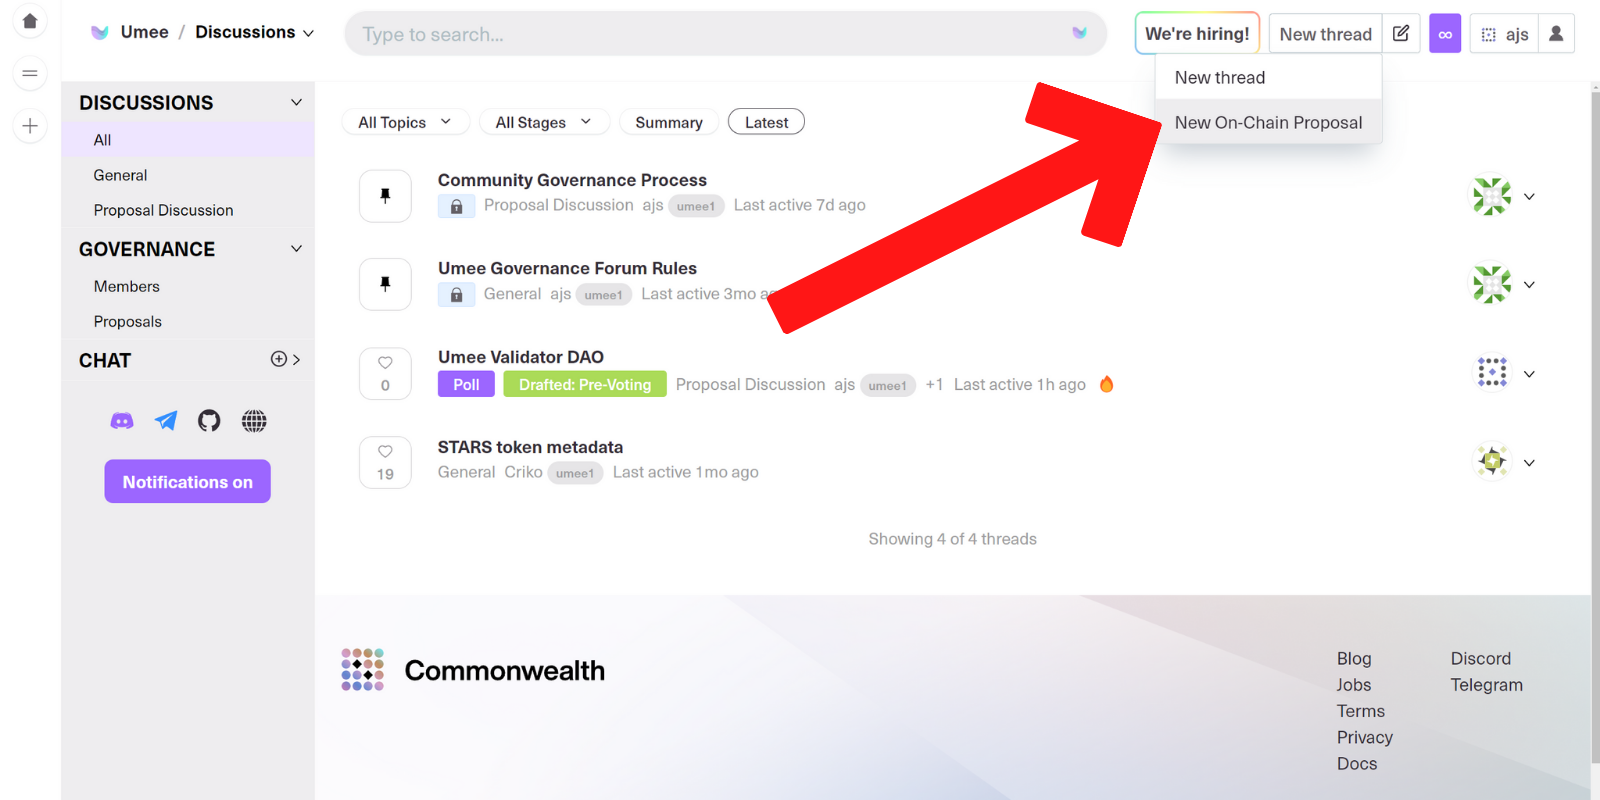 Umee / Discussions
Type to search...
We're hiring!
New thread
∞
ajs
New thread
New On-Chain Proposal
DISCUSSIONS
All
General
Proposal Discussion
GOVERNANCE
Members
Proposals
CHAT
Notifications on
All Topics
All Stages
Summary
Latest
Community Governance Process
Proposal Discussion ajs umee1 Last active 7d ago
Umee Governance Forum Rules
General ajs umee1 Last active 3mo
Umee Validator DAO
0
Poll Drafted: Pre-Voting Proposal Discussion ajs umee1 +1 Last active 1h ago
STARS token metadata
19
General Criko umee1 Last active 1mo ago
Showing 4 of 4 threads
Commonwealth
Blog
Jobs
Terms
Privacy
Docs
Discord
Telegram